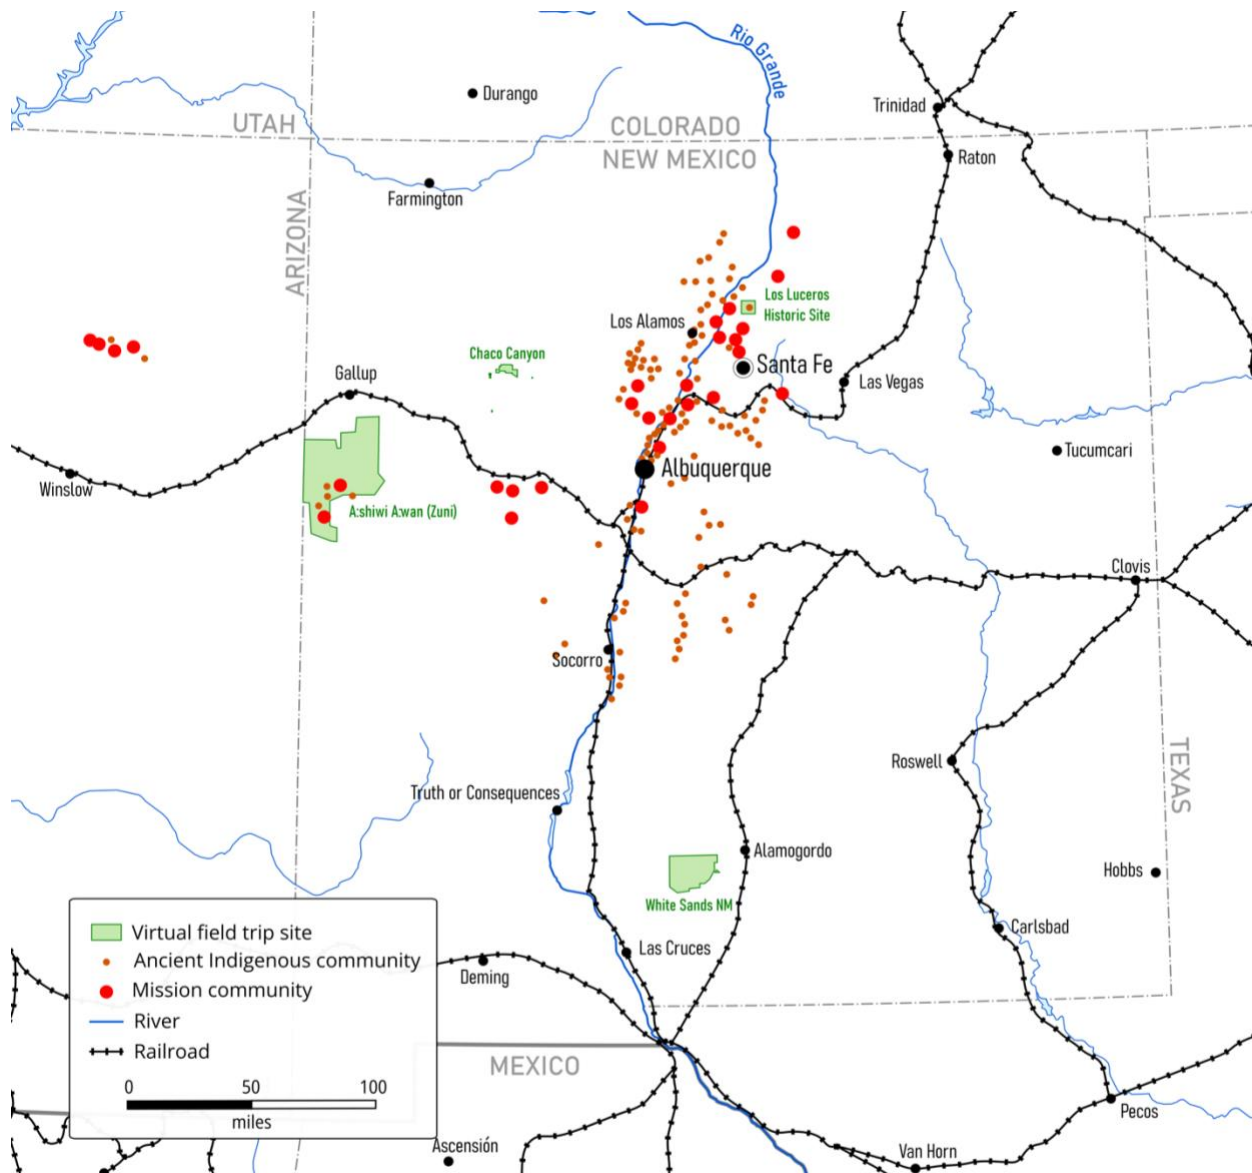 Rio Grande
Durango
Trinidad
UTAH
COLORADO
NEW MEXICO
Raton
Farmington
ARIZONA
Los Luceros
Historic Site
Los Alamos
Chaco Canyon
Santa Fe
Gallup
Las Vegas
Tucumcari
Albuquerque
Winslow
A:shiwi A:wan (Zuni)
Clovis
Socorro
TEXAS
Roswell
Truth or Consequences
Alamogordo
Hobbs
White Sands NM
Carlsbad
Las Cruces
Deming
Virtual field trip site
Ancient Indigenous community
Mission community
River
Railroad
0 50 100
miles
MEXICO
Pecos
Ascensión
Van Horn